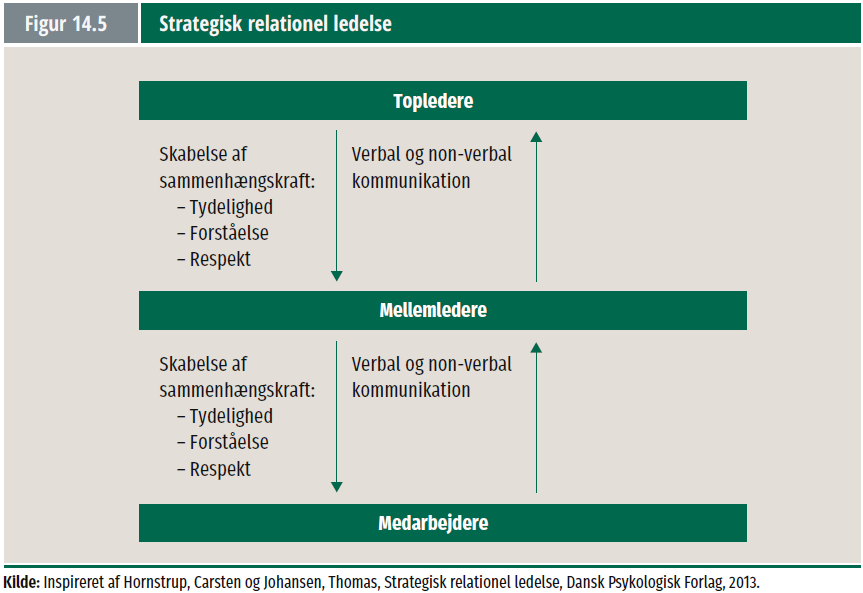 Figur 14.5
Strategisk relationel ledelse
Topledere
Skabelse af
sammenhængskraft:
– Tydelighed
– Forståelse
– Respekt
Verbal og non-verbal
kommunikation
Mellemledere
Skabelse af
sammenhængskraft:
– Tydelighed
– Forståelse
– Respekt
Verbal og non-verbal
kommunikation
Medarbejdere
Kilde: Inspireret af Hornstrup, Carsten og Johansen, Thomas, Strategisk relationel ledelse, Dansk Psykologisk Forlag, 2013.